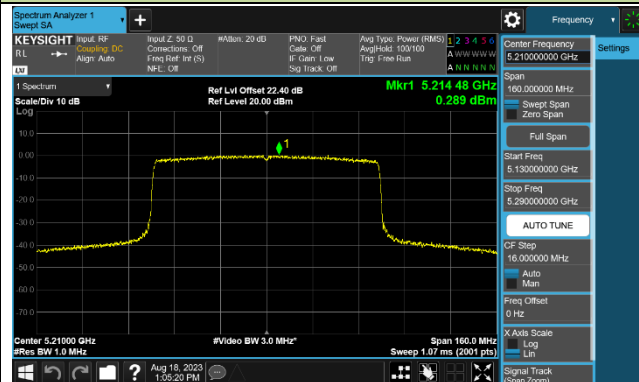 Spectrum Analyzer 1
Swept SA
Frequency
KEYSIGHT
RL
LXI
Input: RF
Coupling: DC
Align: Auto
Input Z: 50 Ω
Corrections: Off
Freq Ref: Int (S)
NFE: Off
#Atten: 20 dB
PNO: Fast
Gate: Off
IF Gain: Low
Sig Track: Off
Avg Type: Power (RMS)
Avg|Hold: 100/100
Trig: Free Run
1 2 3 4 5 6
A W W W W W
A N N N N N
1 Spectrum
Scale/Div 10 dB
Log
Ref Lvl Offset 22.40 dB
Ref Level 20.00 dBm
Mkr1 5.214 48 GHz
0.289 dBm
1
10.0
0.00
-10.0
-20.0
-30.0
-40.0
-50.0
-60.0
-70.0
Center 5.21000 GHz
#Res BW 1.0 MHz
#Video BW 3.0 MHz*
Span 160.0 MHz
Sweep 1.07 ms (2001 pts)
Aug 18, 2023
1:05:20 PM
Center Frequency
5.210000000 GHz
Span
160.000000 MHz
Swept Span
Zero Span
Full Span
Start Freq
5.130000000 GHz
Stop Freq
5.290000000 GHz
AUTO TUNE
CF Step
16.000000 MHz
Auto
Man
Freq Offset
0 Hz
X Axis Scale
Log
Lin
Signal Track
(Span Zoom)
Settings